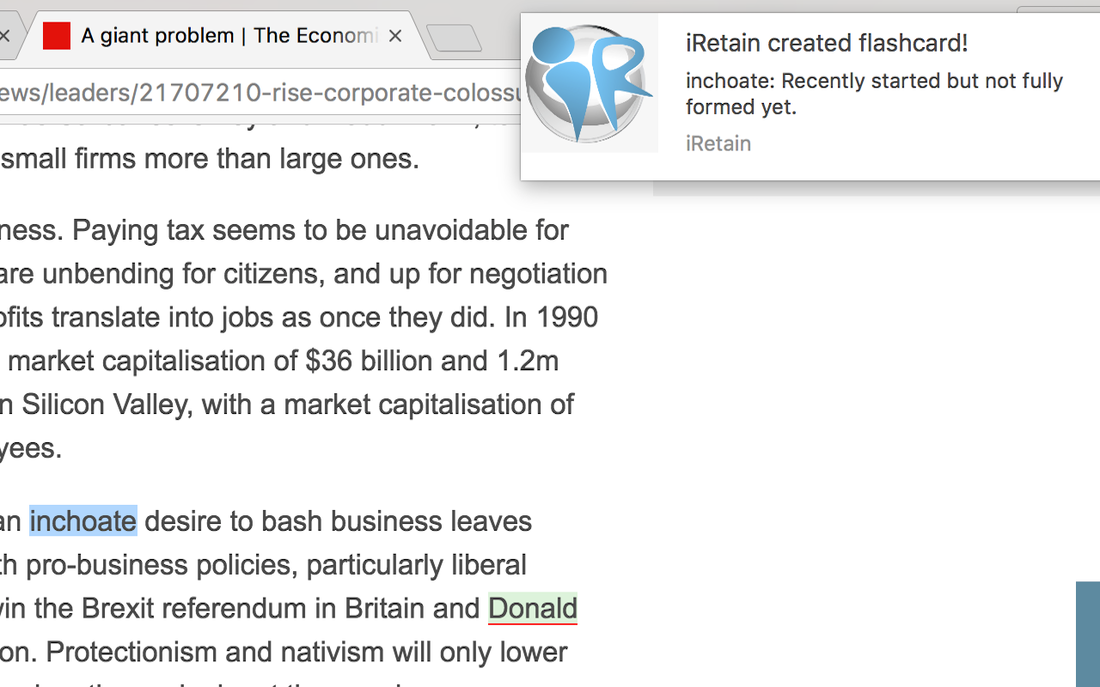 A giant problem | The Economi
ews/leaders/21707210-rise-corporate-coloss
iRetain created flashcard!
inchoate: Recently started but not fully
formed yet.
iRetain
small firms more than large ones.
ness. Paying tax seems to be unavoidable for
are unbending for citizens, and up for negotiation
ofits translate into jobs as once they did. In 1990
market capitalisation of $36 billion and 1.2m
n Silicon Valley, with a market capitalisation of
yees.
an inchoate desire to bash business leaves
th pro-business policies, particularly liberal
vin the Brexit referendum in Britain and Donald
on. Protectionism and nativism will only lower